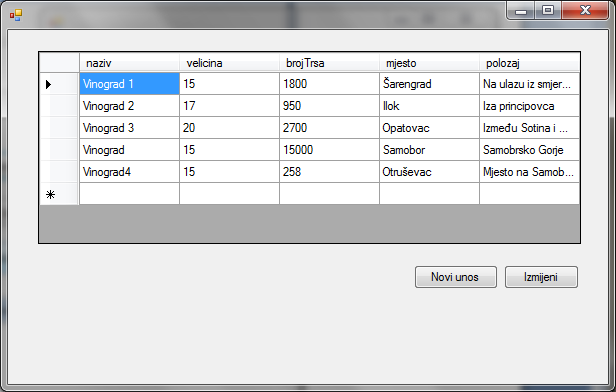 naziv velicina brojTrsa mjesto polozaj
Vinograd 1 15 1800 Šarengrad Na ulazu iz smjer...
Vinograd 2 17 950 Ilok Iza principovca
Vinograd 3 20 2700 Opatovac Između Sotina i ...
Vinograd 15 15000 Samobor Samobrsko Gorje
Vinograd4 15 258 Otruševac Mjesto na Samob...
Novi unos Izmijeni